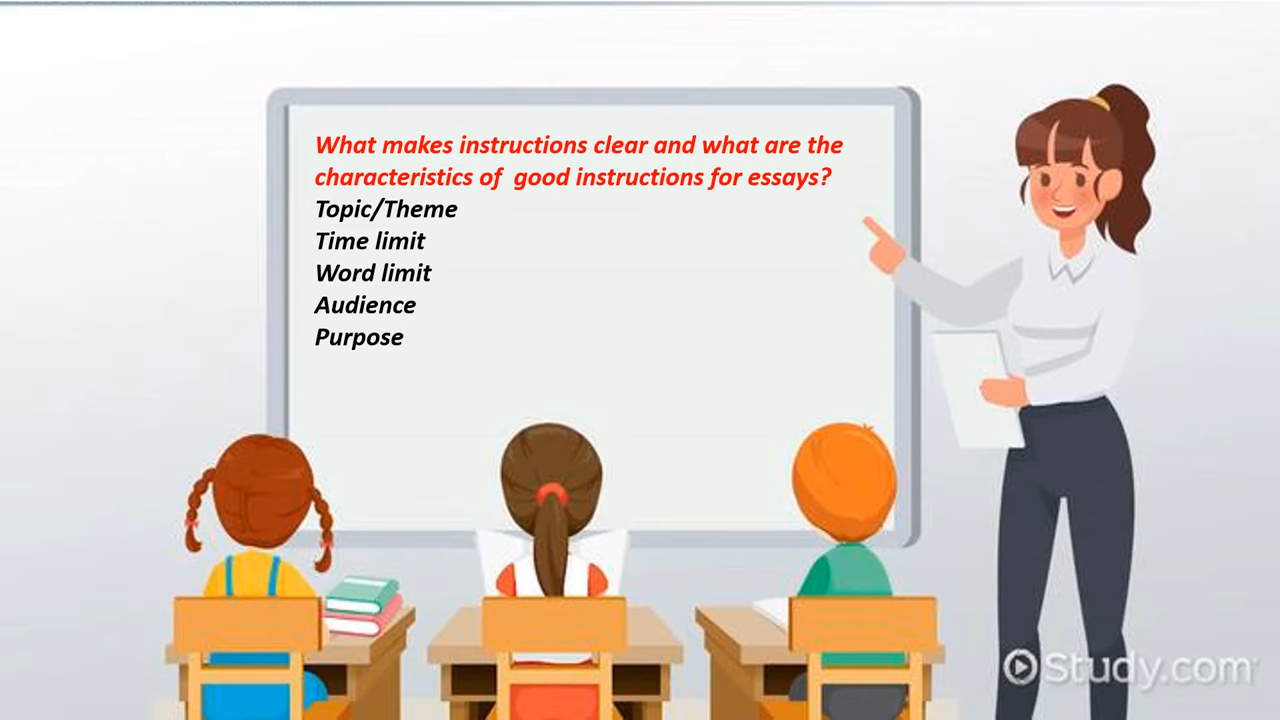 What makes instructions clear and what are the
characteristics of  good instructions for essays?
Topic/Theme
Time limit
Word limit
Audience
Purpose
Study.com